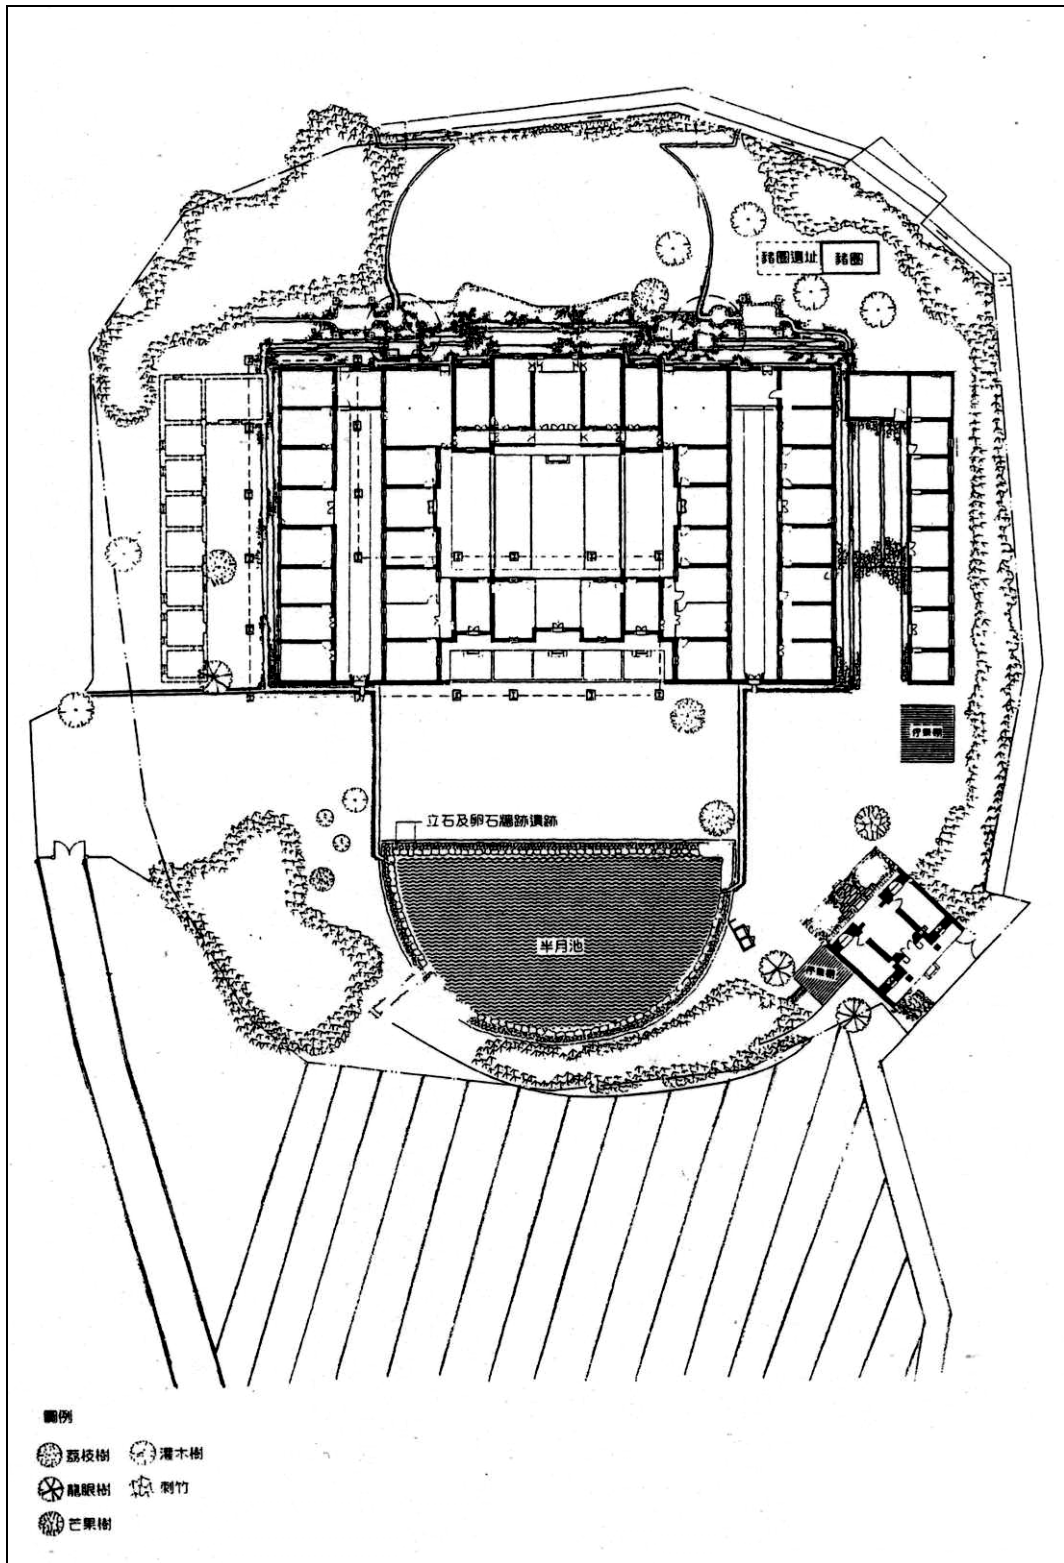 豬圈遺址
豬圈
立石及卵石牆跡遺跡
半月池
圖例
荔枝樹
灌木樹
龍眼樹
刺竹
芒果樹